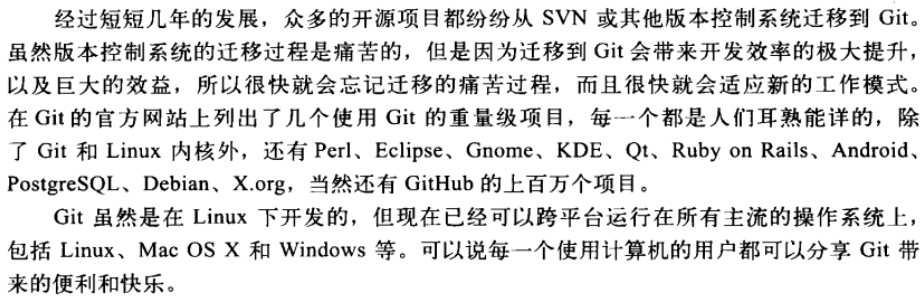 经过短短几年的发展，众多的开源项目都纷纷从 SVN 或其他版本控制系统迁移到 Git。
虽然版本控制系统的迁移过程是痛苦的，但是因为迁移到 Git 会带来开发效率的极大提升，
以及巨大的效益，所以很快就会忘记迁移的痛苦过程，而且很快就会适应新的工作模式。
在 Git 的官方网站上列出了几个使用 Git 的重量级项目，每一个都是人们耳熟能详的，除
了 Git 和 Linux 内核外，还有 Perl、Eclipse、Gnome、KDE、Qt、Ruby on Rails、Android、
PostgreSQL、Debian、X.org，当然还有 GitHub 的上百万个项目。
Git 虽然是在 Linux 下开发的，但现在已经可以跨平台运行在所有主流的操作系统上，
包括 Linux、Mac OS X 和 Windows 等。可以说每一个使用计算机的用户都可以分享 Git 带
来的便利和快乐。